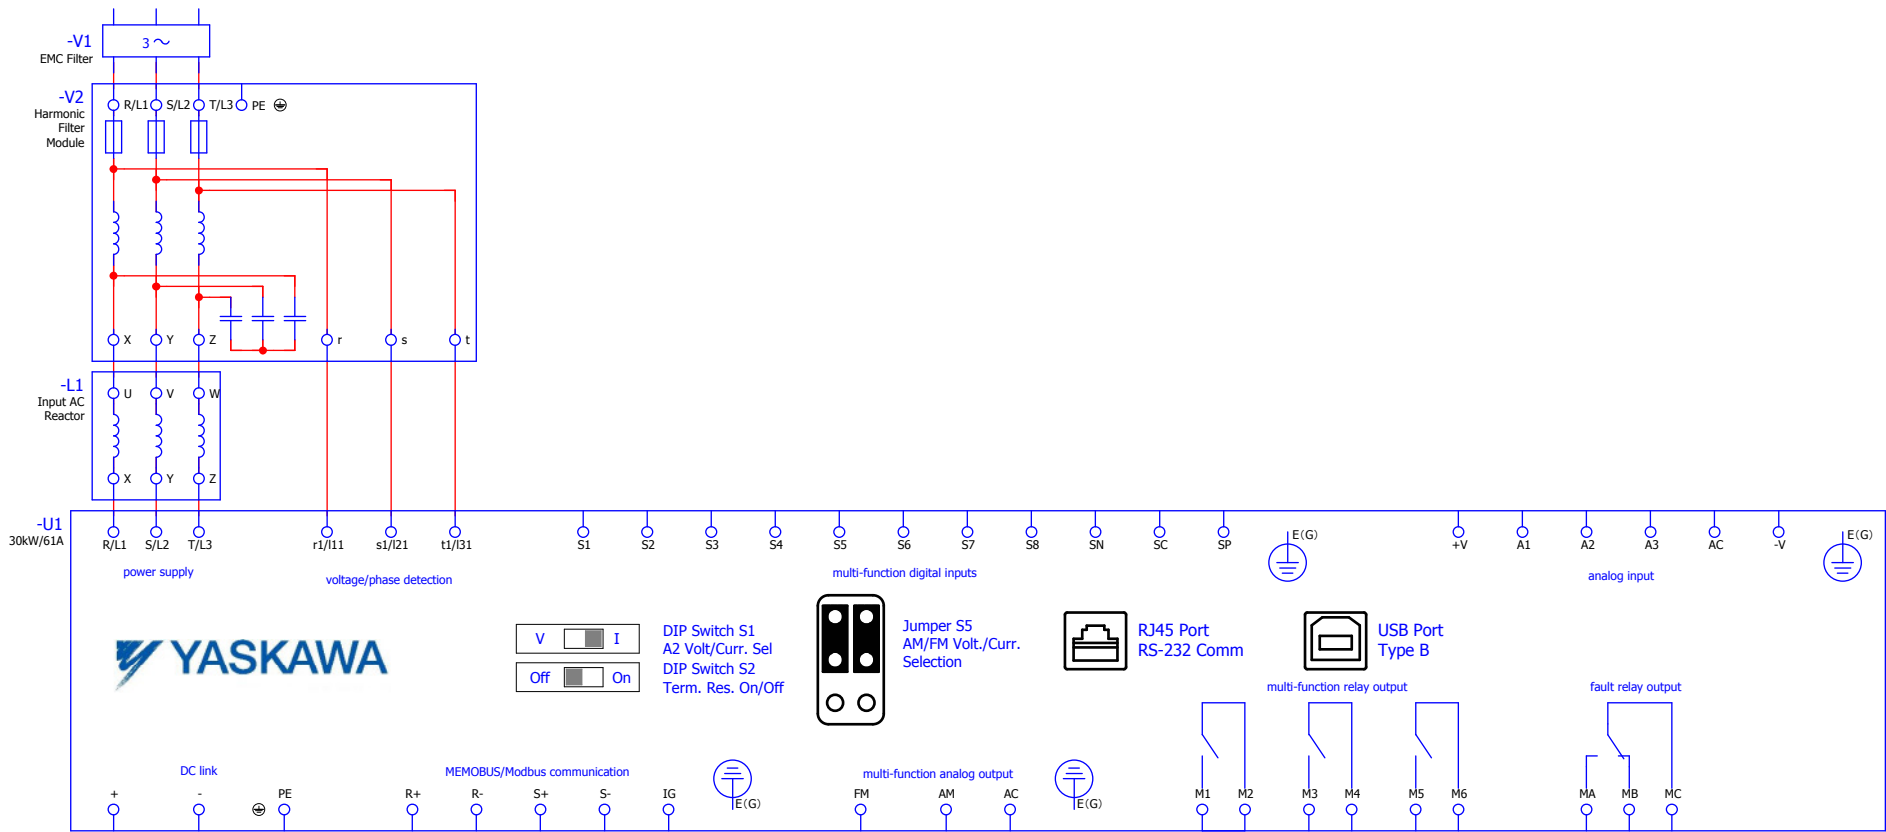 -V1
EMC Filter
3 ~
-V2
Harmonic
Filter
Module
R/L1 S/L2 T/L3 PE
X Y Z r s t
-L1
Input AC
Reactor
U V W
X Y Z
-U1
30kW/61A
R/L1 S/L2 T/L3 r1/l11 s1/l21 t1/l31 S1 S2 S3 S4 S5 S6 S7 S8 SN SC SP E(G) +V A1 A2 A3 AC -V E(G)
power supply
voltage/phase detection
multi-function digital inputs
analog input
YASKAWA
V I
DIP Switch S1
A2 Volt/Curr. Sel
Off On
DIP Switch S2
Term. Res. On/Off
Jumper S5
AM/FM Volt./Curr.
Selection
RJ45 Port
RS-232 Comm
USB Port
Type B
multi-function relay output
fault relay output
DC link
MEMOBUS/Modbus communication
multi-function analog output
+ - PE R+ R- S+ S- IG E(G) FM AM AC E(G) M1 M2 M3 M4 M5 M6 MA MB MC